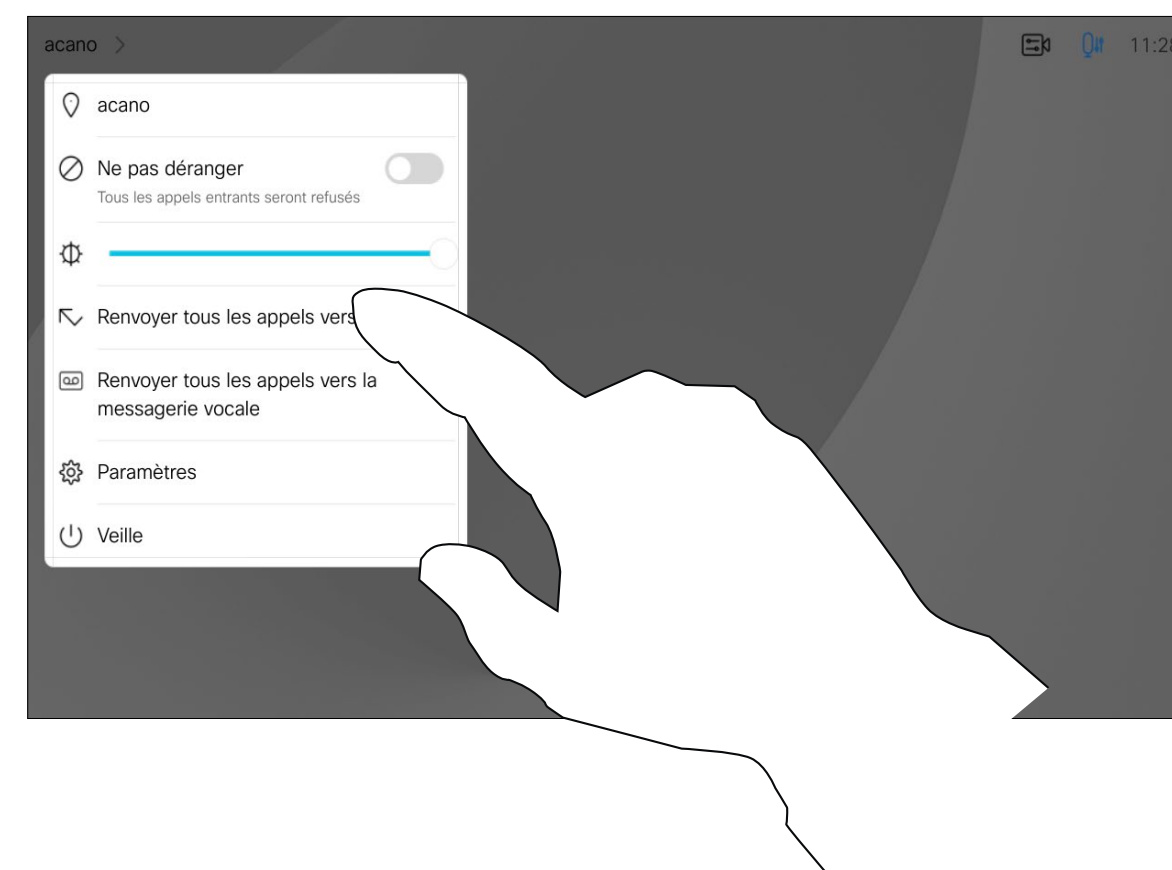 acano
11:28
acano
Ne pas déranger
Tous les appels entrants seront refusés
Renvoyer tous les appels vers
Renvoyer tous les appels vers la
messagerie vocale
Paramètres
Veille